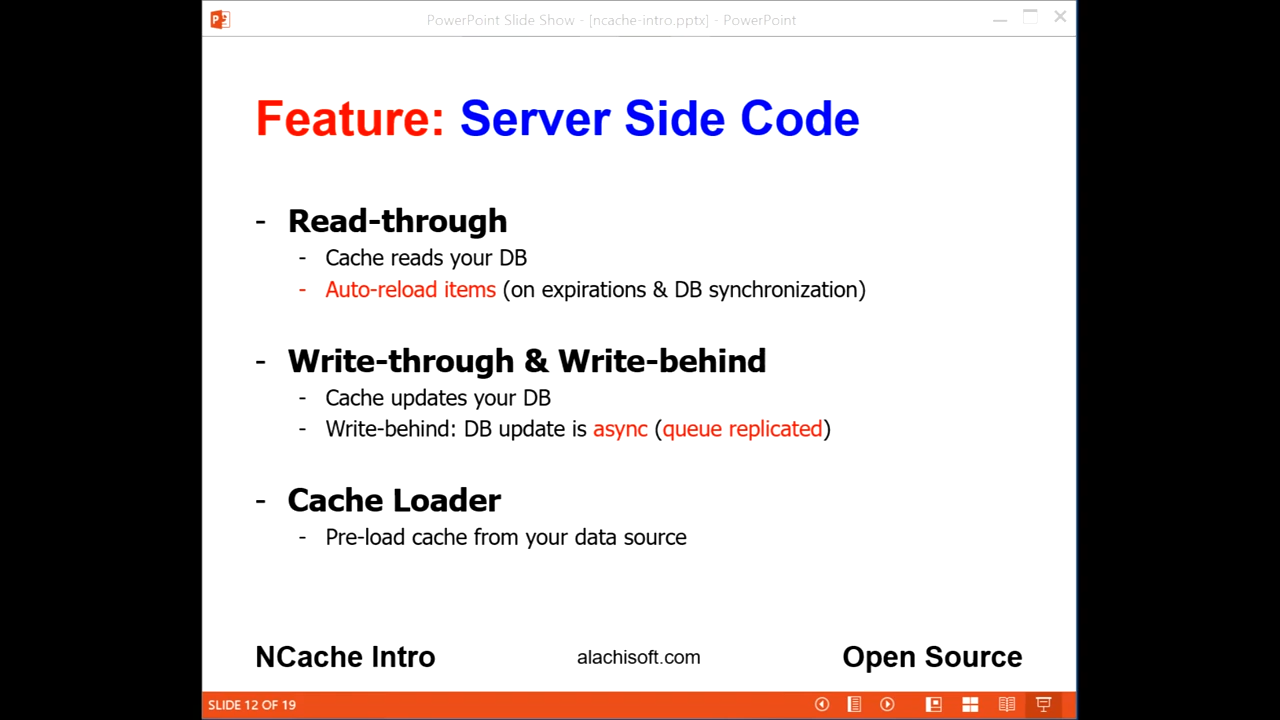 PowerPoint Slide Show - [ncache-intro.pptx] - PowerPoint
Feature: Server Side Code
- Read-through
- Cache reads your DB
- Auto-reload items (on expirations & DB synchronization)
- Write-through & Write-behind
- Cache updates your DB
- Write-behind: DB update is async (queue replicated)
- Cache Loader
- Pre-load cache from your data source
NCache Intro alachisoft.com Open Source
SLIDE 12 OF 19